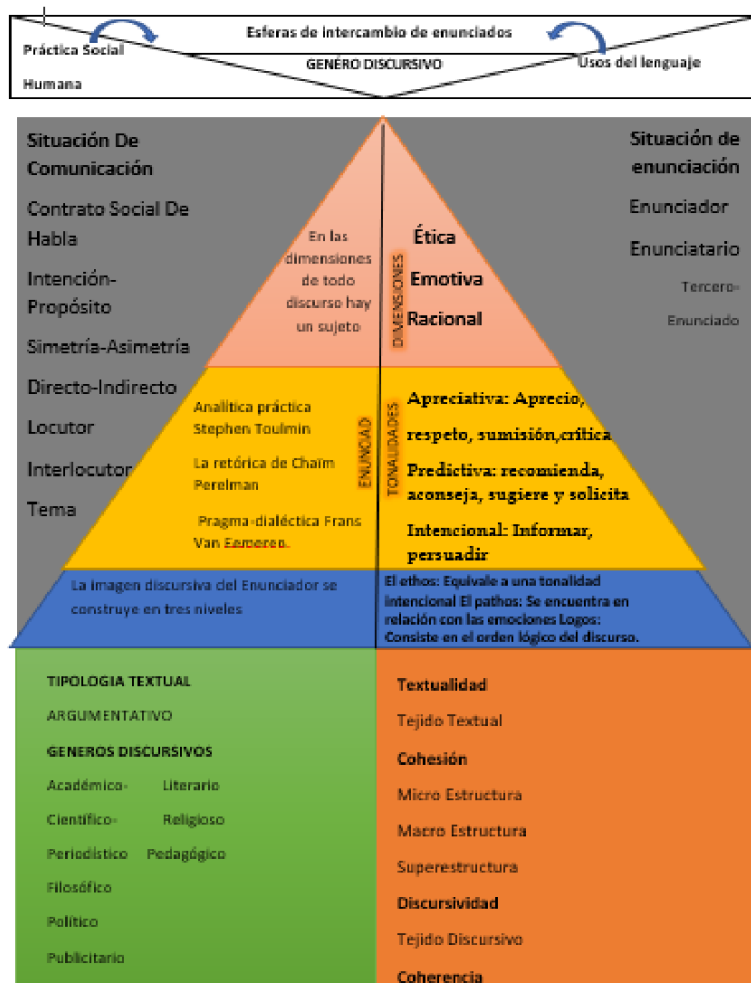 Esferas de intercambio de enunciados
Práctica Social
Humana
GENÉRO DISCURSIVO
Usos del lenguaje
Situación De
Comunicación
Contrato Social De
Habla
Intención-
Propósito
Simetría-Asimetría
Directo-Indirecto
Locutor
Interlocutor
Tema
En las
dimensiones
de todo
discurso hay
un sujeto
DIMENSIONES
Ética
Emotiva
Racional
Situación de
enunciación
Enunciador
Enunciatario
Tercero-
Enunciado
Analítica práctica
Stephen Toulmin
La retórica de Chaïm
Perelman
Pragma-dialéctica Frans
Van Eemeren.
TONALIDADES
Apreciativa: Aprecio,
respeto, sumisión,crítica
Predictiva: recomienda,
aconseja, sugiere y solicita
Intencional: Informar,
persuadir
La imagen discursiva del Enunciador se
construye en tres niveles
El ethos: Equivale a una tonalidad
intencional El pathos: Se encuentra en
relación con las emociones Logos:
Consiste en el orden lógico del discurso.
TIPOLOGIA TEXTUAL
ARGUMENTATIVO
GENEROS DISCURSIVOS
Académico- Literario
Científico- Religioso
Periodístico Pedagógico
Filosófico
Político
Publicitario
Textualidad
Tejido Textual
Cohesión
Micro Estructura
Macro Estructura
Superestructura
Discursividad
Tejido Discursivo
Coherencia